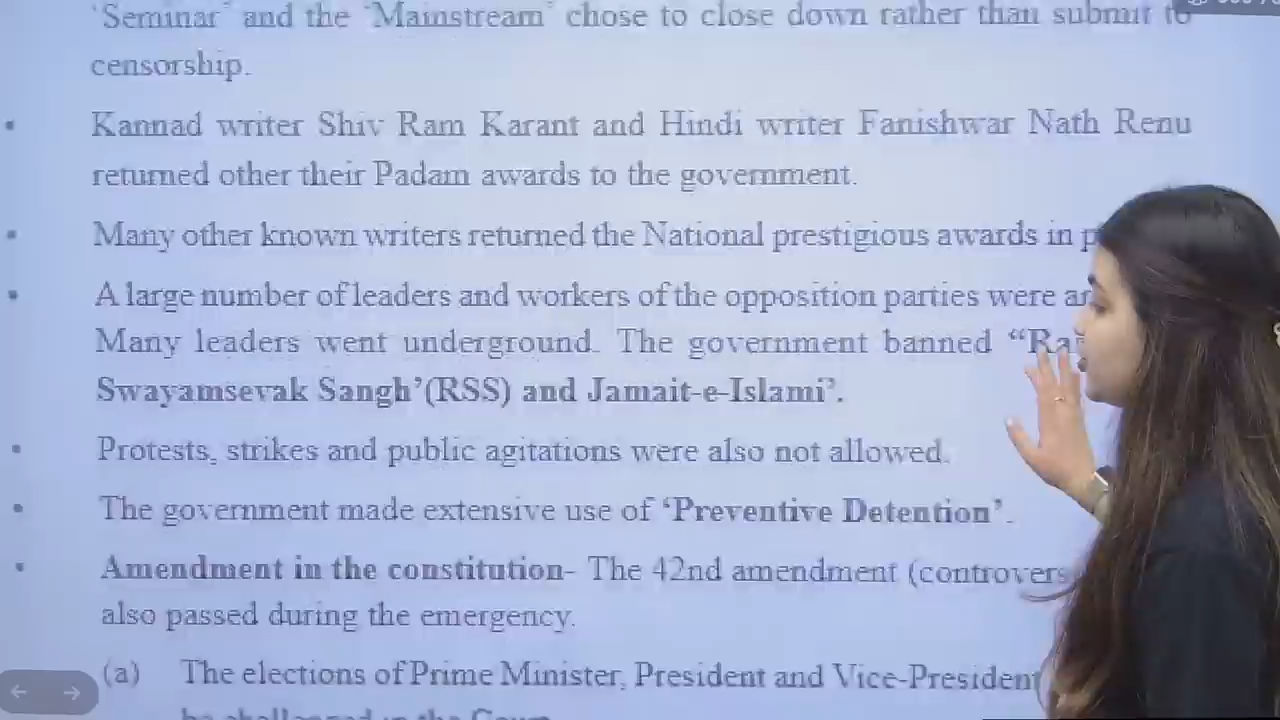 'Seminar' and the 'Mainstream' chose to close down rather than submit to
censorship.
• Kannad writer Shiv Ram Karant and Hindi writer Fanishwar Nath Renu
returned other their Padam awards to the government.
• Many other known writers returned the National prestigious awards in
• A large number of leaders and workers of the opposition parties were
Many leaders went underground. The government banned
Swayamsevak Sangh'(RSS) and Jamait-e-Islami'.
• Protests, strikes and public agitations were also not allowed.
• The government made extensive use of 'Preventive Detention'.
• Amendment in the constitution- The 42nd amendment
also passed during the emergency.
(a) The elections of Prime Minister, President and Vice-President